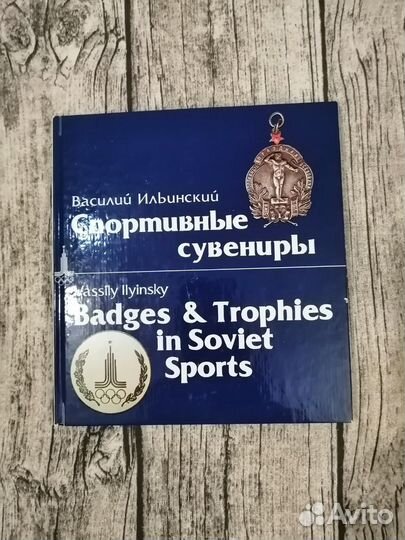 Василий Ильинский
Спортивные
сувениры
Vassily Ilyinsky
Badges & Trophies
in Soviet
Sports
Avito